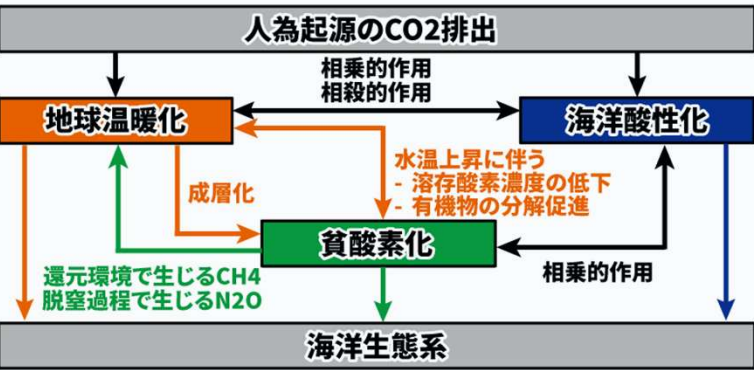 人為起源のCO2排出
相乗的作用
相殺的作用
地球温暖化
海洋酸性化
水温上昇に伴う
- 溶存酸素濃度の低下
- 有機物の分解促進
成層化
貧酸素化
還元環境で生じるCH4
脱窒過程で生じるN2O
相乗的作用
海洋生態系